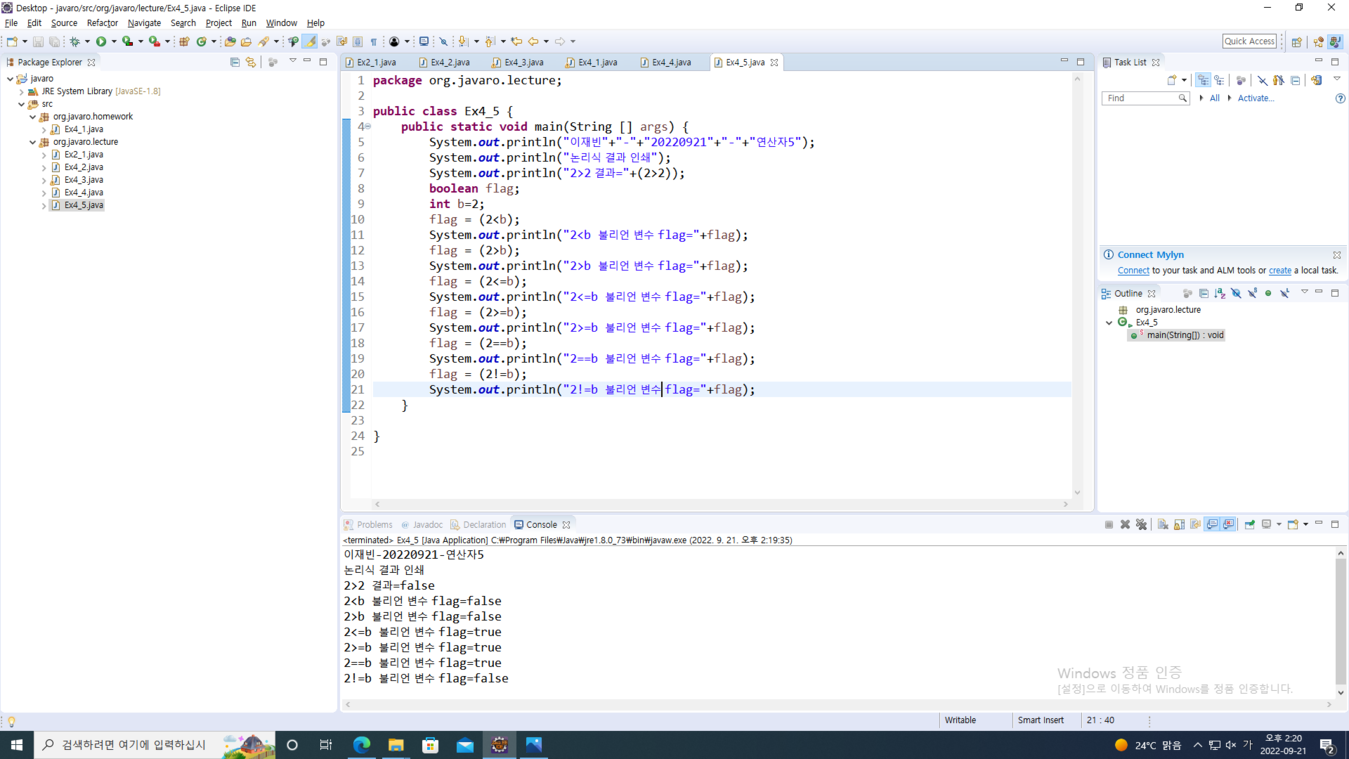 Desktop - javaro/src/org/javaro/lecture/Ex4_5.java - Eclipse IDE
File Edit Source Refactor Navigate Search Project Run Window Help
Quick Access
Package Explorer
javaro
JRE System Library [JavaSE-1.8]
src
org.javaro.homework
Ex4_1.java
org.javaro.lecture
Ex2_1.java
Ex4_2.java
Ex4_3.java
Ex4_4.java
Ex4_5.java
Ex2_1.java Ex4_2.java Ex4_3.java Ex4_1.java Ex4_4.java Ex4_5.java
1 package org.javaro.lecture;
2
3 public class Ex4_5 {
4 public static void main(String [] args) {
5 System.out.println("이재빈"+"-"+"20220921"+"-"+"연산자5");
6 System.out.println("논리식 결과 인쇄");
7 System.out.println("2>2 결과="+(2>2));
8 boolean flag;
9 int b=2;
10 flag = (2<b);
11 System.out.println("2<b 불리언 변수 flag="+flag);
12 flag = (2>b);
13 System.out.println("2>b 불리언 변수 flag="+flag);
14 flag = (2<=b);
15 System.out.println("2<=b 불리언 변수 flag="+flag);
16 flag = (2>=b);
17 System.out.println("2>=b 불리언 변수 flag="+flag);
18 flag = (2==b);
19 System.out.println("2==b 불리언 변수 flag="+flag);
20 flag = (2!=b);
21 System.out.println("2!=b 불리언 변수 flag="+flag);
22 }
23
24 }
25
Task List
Find All Activate...
Connect Mylyn
Connect to your task and ALM tools or create a local task.
Outline
org.javaro.lecture
Ex4_5
main(String[]) : void
Problems Javadoc Declaration Console
<terminated> Ex4_5 [Java Application] C:₩Program Files₩Java₩jre1.8.0_73₩bin₩javaw.exe (2022. 9. 21. 오후 2:19:35)
이재빈-20220921-연산자5
논리식 결과 인쇄
2>2 결과=false
2<b 불리언 변수 flag=false
2>b 불리언 변수 flag=false
2<=b 불리언 변수 flag=true
2>=b 불리언 변수 flag=true
2==b 불리언 변수 flag=true
2!=b 불리언 변수 flag=false
Windows 정품 인증
[설정]으로 이동하여 Windows를 정품 인증합니다.
Writable Smart Insert 21 : 40
검색하려면 여기에 입력하십시
24°C 맑음 가 오후 2:20
2022-09-21
2